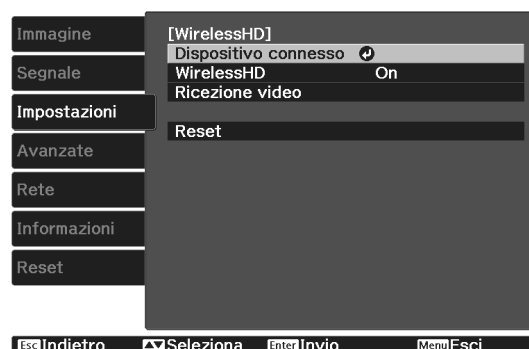 Immagine
Segnale
Impostazioni
Avanzate
Rete
Informazioni
Reset
[WirelessHD]
Dispositivo connesso
WirelessHD On
Ricezione video
Reset
Esc Indietro Seleziona Enter Invio Menu Esci